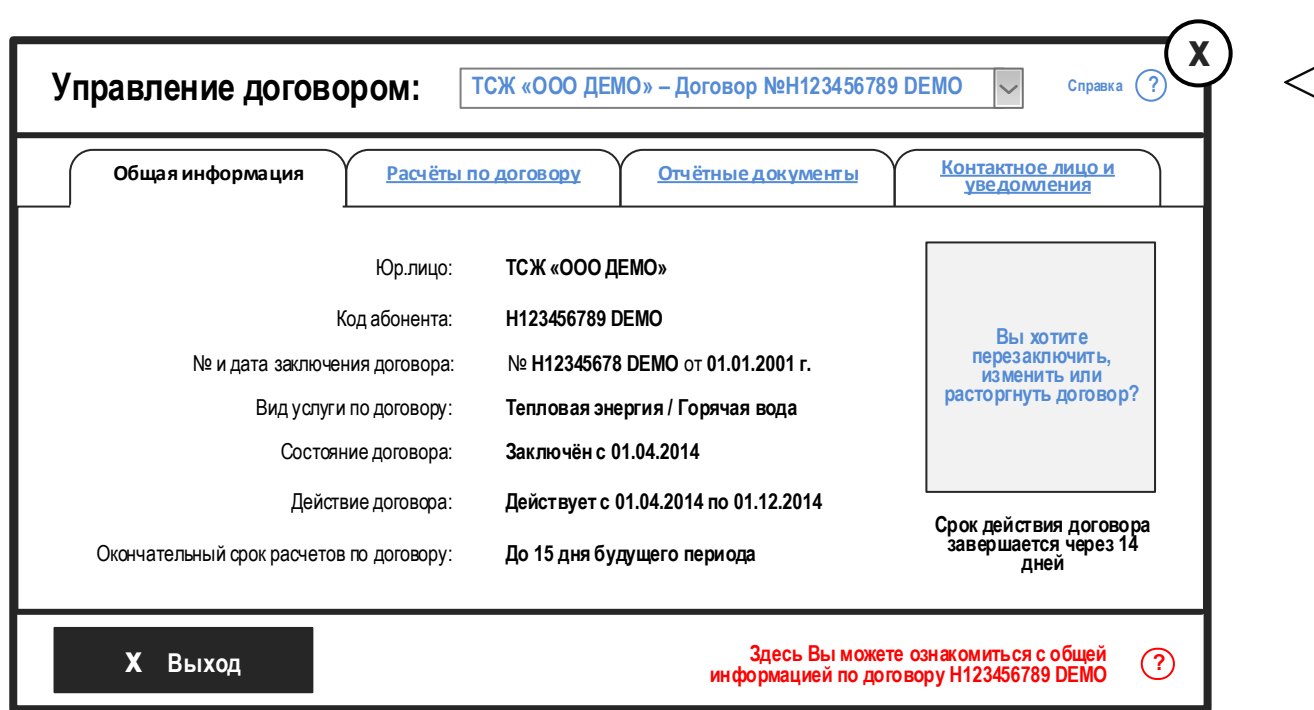 X
Управление договором:
ТСЖ «ООО ДЕМО» – Договор №Н123456789 DEMO
Справка ?
Общая информация
Расчёты по договору
Отчётные документы
Контактное лицо и
уведомления
Юр.лицо: ТСЖ «ООО ДЕМО»
Код абонента: Н123456789 DEMO
№ и дата заключения договора: № Н12345678 DEMO от 01.01.2001 г.
Вид услуги по договору: Тепловая энергия / Горячая вода
Состояние договора: Заключён с 01.04.2014
Действие договора: Действует с 01.04.2014 по 01.12.2014
Окончательный срок расчетов по договору: До 15 дня будущего периода
Вы хотите
перезаключить,
изменить или
расторгнуть договор?
Срок действия договора
завершается через 14
дней
X Выход
Здесь Вы можете ознакомиться с общей
информацией по договору Н123456789 DEMO
?